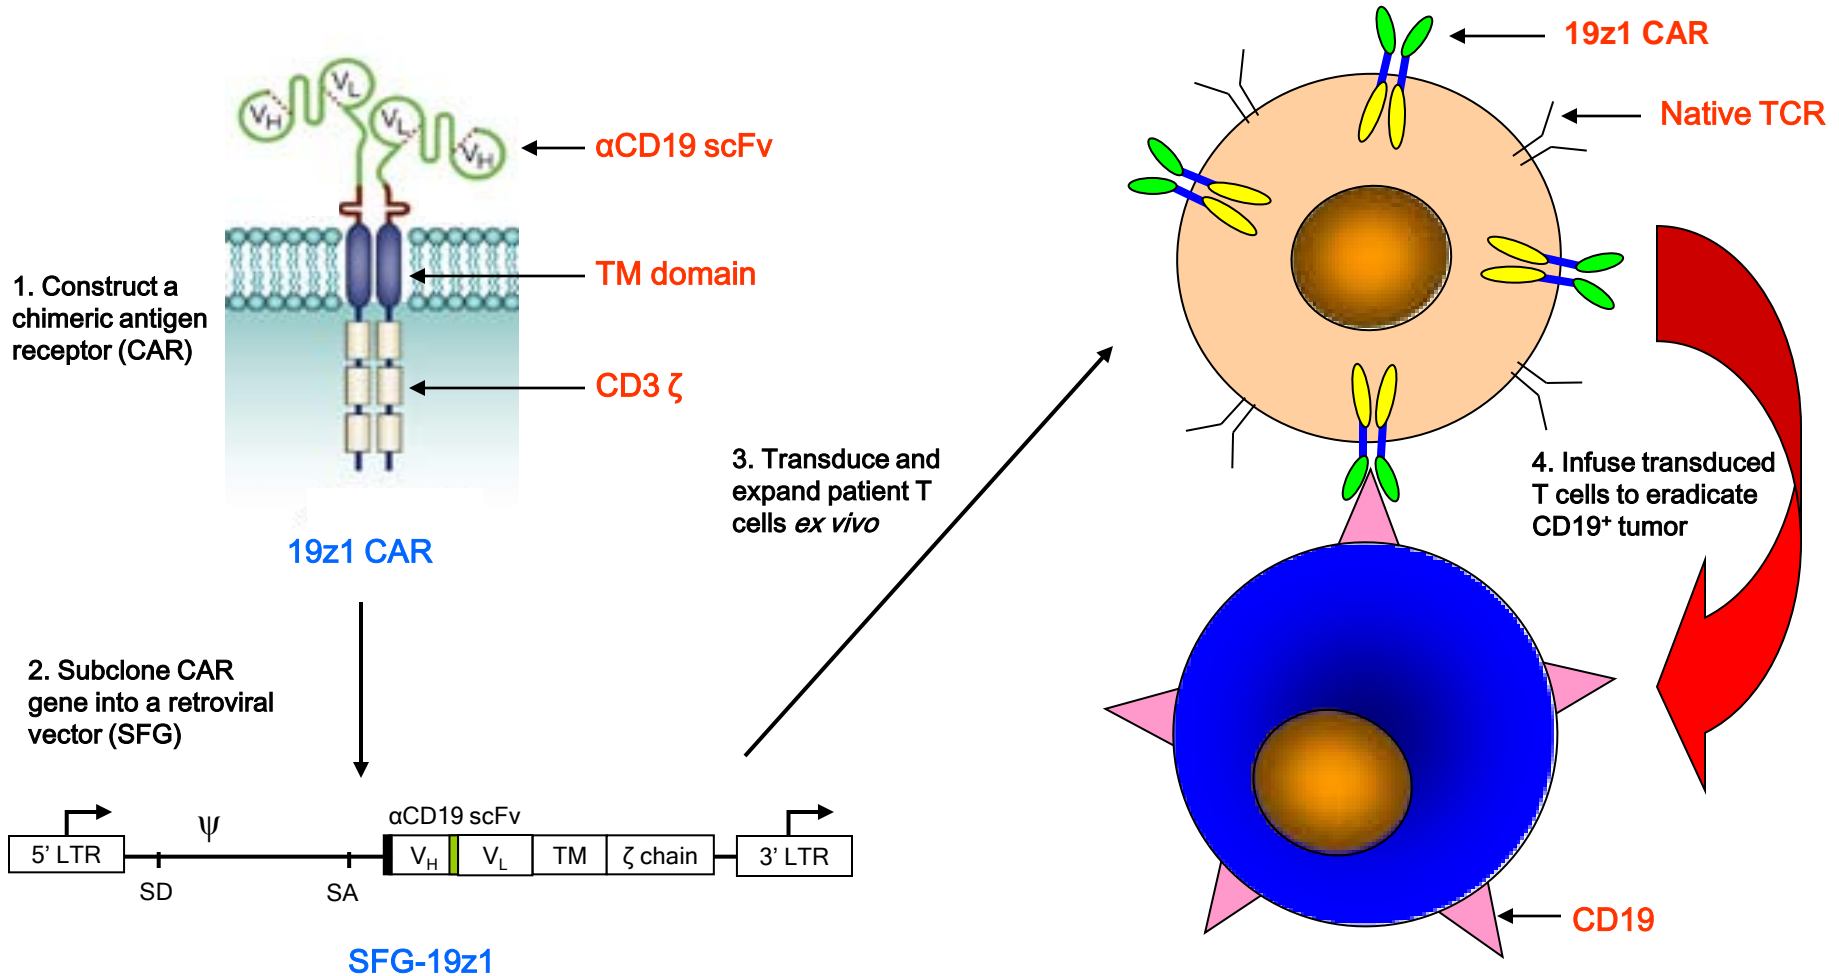 V_H
V_L
V_L
V_H
αCD19 scFv
TM domain
CD3 ζ
1. Construct a
chimeric antigen
receptor (CAR)
19z1 CAR
2. Subclone CAR
gene into a retroviral
vector (SFG)
αCD19 scFv
ψ
5’ LTR
SD
SA
V_H
V_L
TM
ζ chain
3’ LTR
SFG-19z1
3. Transduce and
expand patient T
cells ex vivo
19z1 CAR
Native TCR
4. Infuse transduced
T cells to eradicate
CD19⁺ tumor
CD19